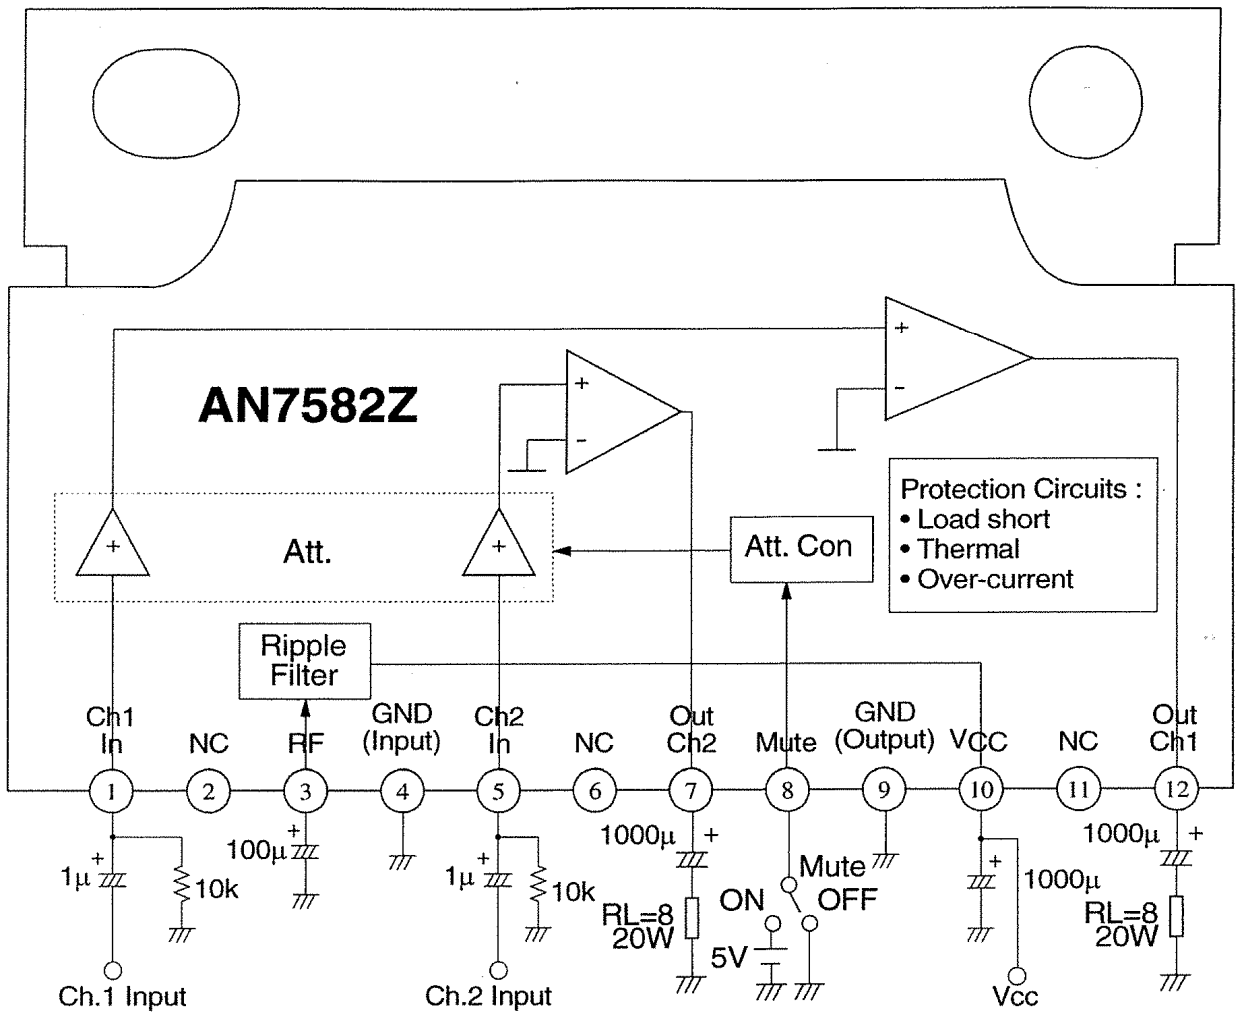 +
-
+
-
AN7582Z
Protection Circuits :
• Load short
• Thermal
• Over-current
+
Att.
+
Att. Con
Ripple
Filter
Ch1
In
NC
RF
GND
(Input)
Ch2
In
NC
Out
Ch2
Mute
GND
(Output)
VCC
NC
Out
Ch1
1
2
3
4
5
6
7
8
9
10
11
12
+
1µ
10k
+
100µ
+
1µ
10k
1000µ +
RL=8
20W
Mute
ON
OFF
5V
+
1000µ
1000µ +
RL=8
20W
Ch.1 Input
Ch.2 Input
Vcc